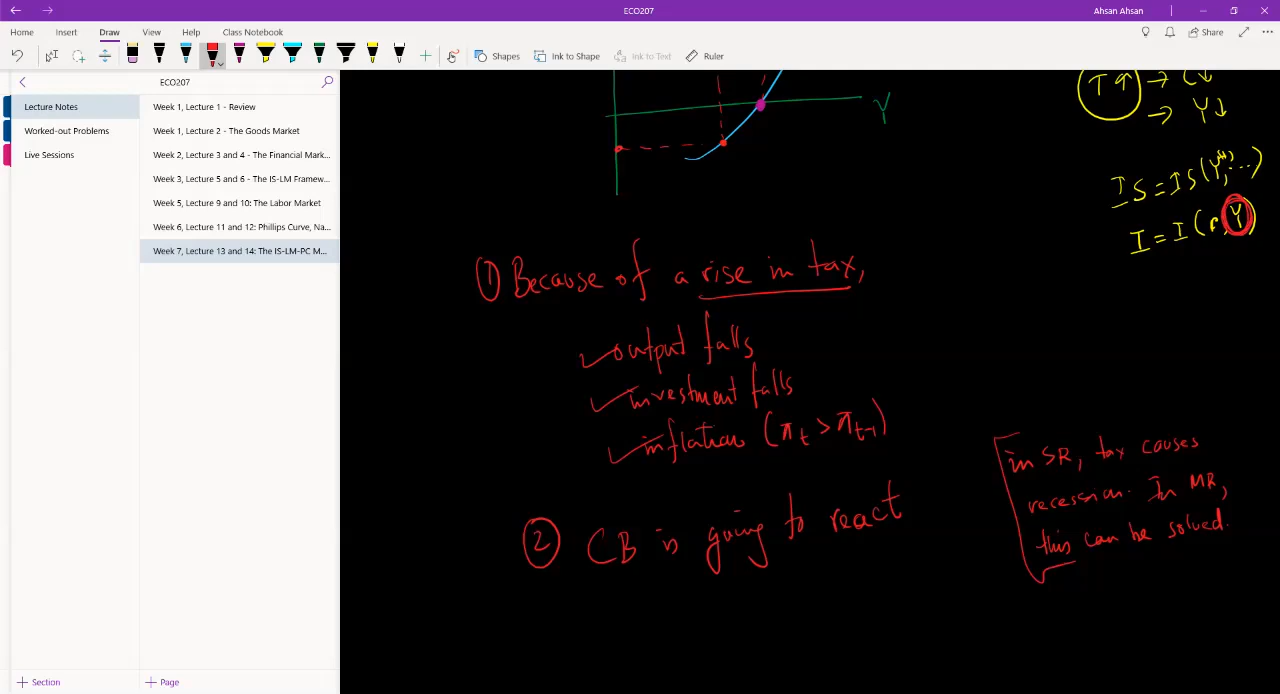 ECO207
Ahsan Ahsan
Home Insert Draw View Help Class Notebook
Share
Shapes Ink to Shape Ink to Text Ruler
ECO207
Lecture Notes
Worked-out Problems
Live Sessions
Week 1, Lecture 1 - Review
Week 1, Lecture 2 - The Goods Market
Week 2, Lecture 3 and 4 - The Financial Mark...
Week 3, Lecture 5 and 6 - The IS-LM Framew...
Week 5, Lecture 9 and 10: The Labor Market
Week 6, Lecture 11 and 12: Phillips Curve, Na...
Week 7, Lecture 13 and 14: The IS-LM-PC M...
Y
T↑ → C↓
→ Y↓
I = I(r, Y)
① Because of a rise in tax,
output falls
investment falls
inflation (π_t > π_t-1)
② CB is going to react
in SR, tax causes
recession. In MR,
this can be solved.
+ Section
+ Page